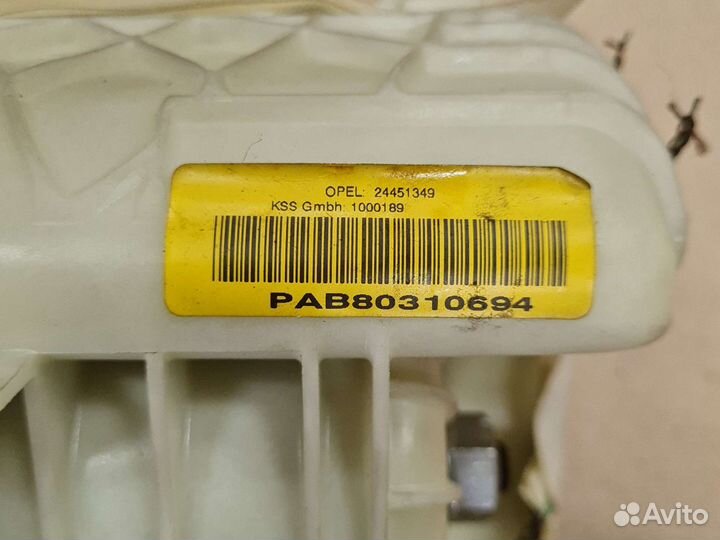 OPEL: 24451349
KSS Gmbh: 1000189
PAB80310694
Avito